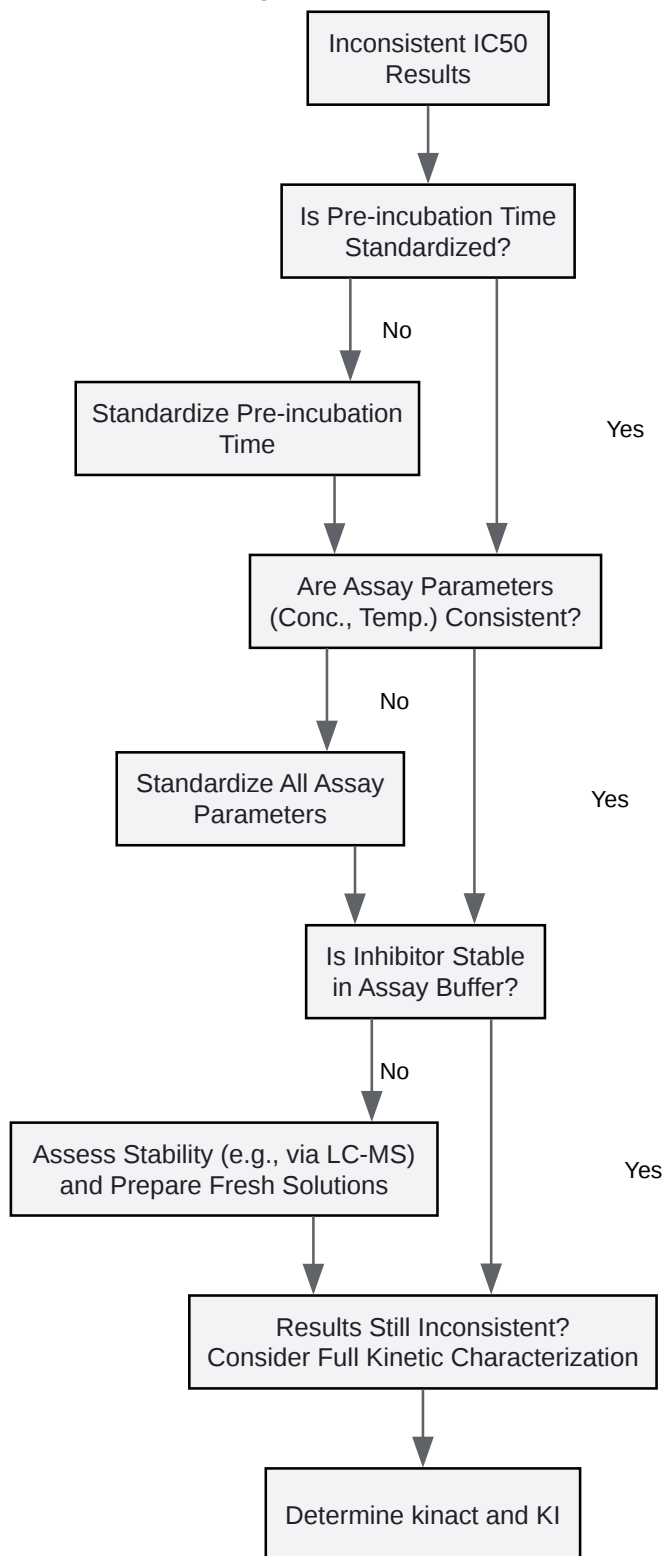 Inconsistent IC50
Results
Is Pre-incubation Time
Standardized?
No
Standardize Pre-incubation
Time
Yes
Are Assay Parameters
(Conc., Temp.) Consistent?
No
Standardize All Assay
Parameters
Yes
Is Inhibitor Stable
in Assay Buffer?
No
Assess Stability (e.g., via LC-MS)
and Prepare Fresh Solutions
Yes
Results Still Inconsistent?
Consider Full Kinetic Characterization
Determine kinact and KI